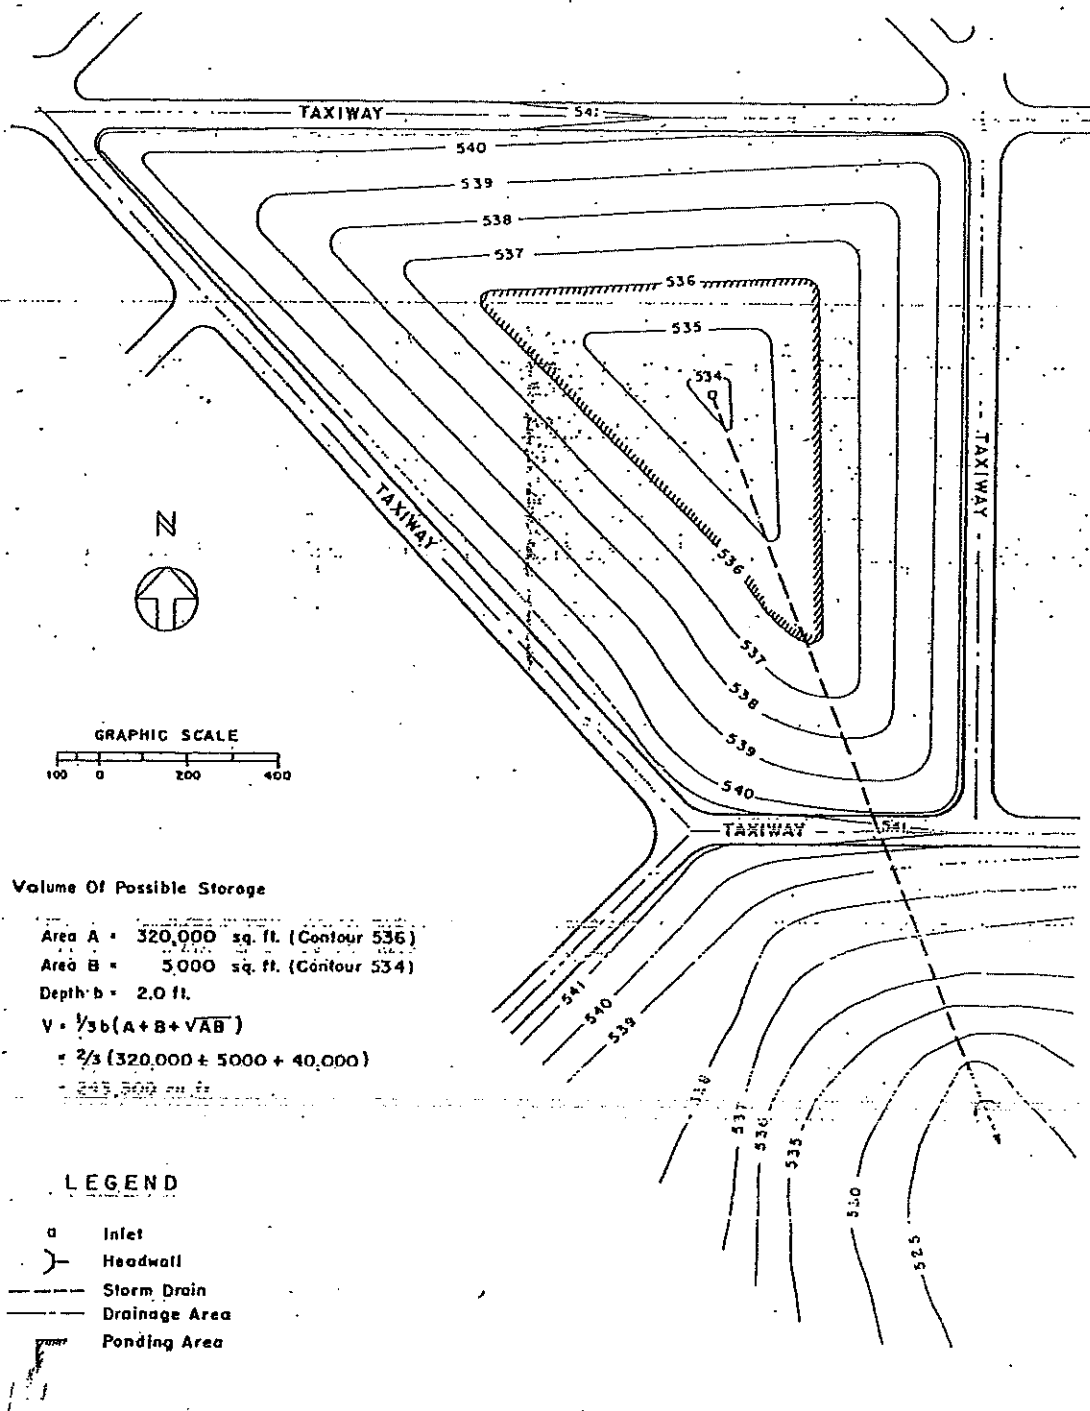 TAXIWAY
541
540
539
538
537
536
535
534
TAXIWAY
TAXIWAY
N
536
537
538
539
540
GRAPHIC SCALE
100 0 200 400
TAXIWAY
541
Volume Of Possible Storage
Area A = 320,000 sq. ft. (Contour 536)
Area B = 5,000 sq. ft. (Contour 534)
Depth b = 2.0 ft.
V = 1/3 b (A + B + √AB)
= 2/3 (320,000 ± 5000 + 40,000)
541
540
539
538
537
536
535
530
525
LEGEND
Inlet
Headwall
Storm Drain
Drainage Area
Ponding Area